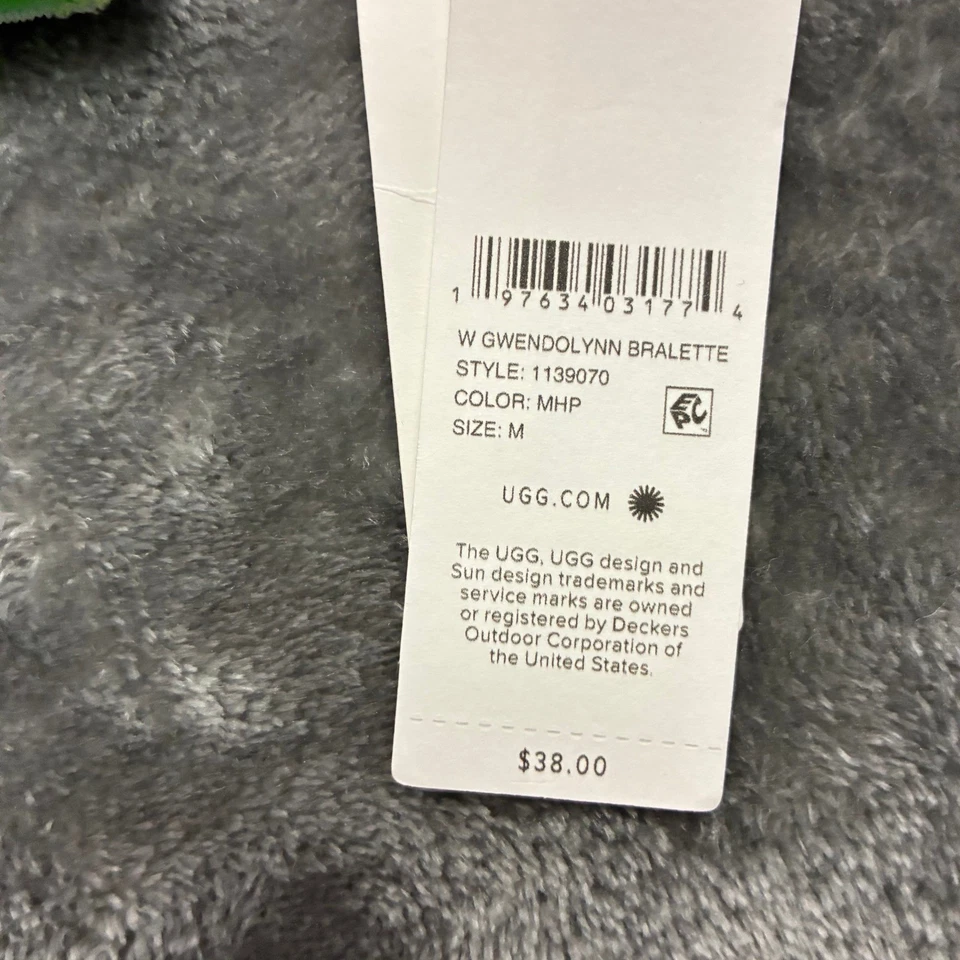 1 97634 03177 4
W GWENDOLYNN BRALETTE
STYLE: 1139070
COLOR: MHP
EPC
SIZE: M
UGG.COM
The UGG, UGG design and
Sun design trademarks and
service marks are owned
or registered by Deckers
Outdoor Corporation of
the United States.
$38.00